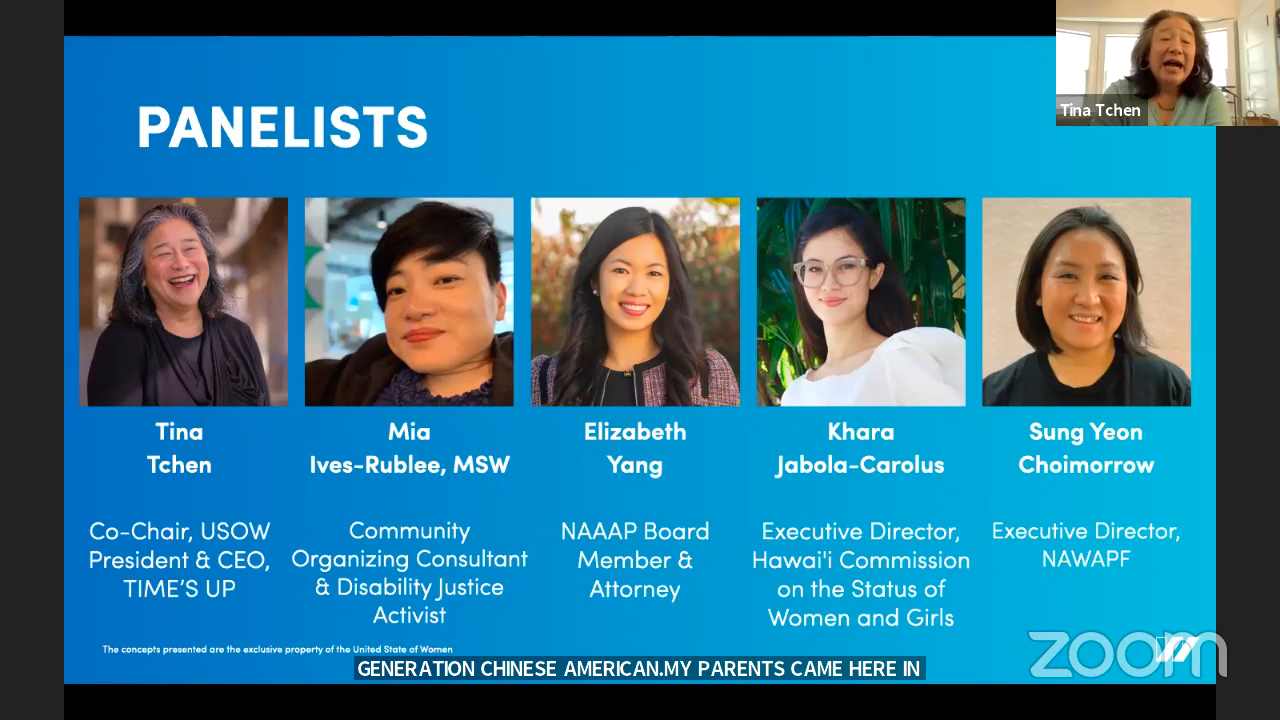 PANELISTS
Tina Tchen
Tina
Tchen
Co-Chair, USOW
President & CEO,
TIME'S UP
Mia
Ives-Rublee, MSW
Community
Organizing Consultant
& Disability Justice
Activist
Elizabeth
Yang
NAAAP Board
Member &
Attorney
Khara
Jabola-Carolus
Executive Director,
Hawai'i Commission
on the Status of
Women and Girls
Sung Yeon
Choimorrow
Executive Director,
NAWAPF
The concepts presented are the exclusive property of the United State of Women
GENERATION CHINESE AMERICAN.MY PARENTS CAME HERE IN
zoom